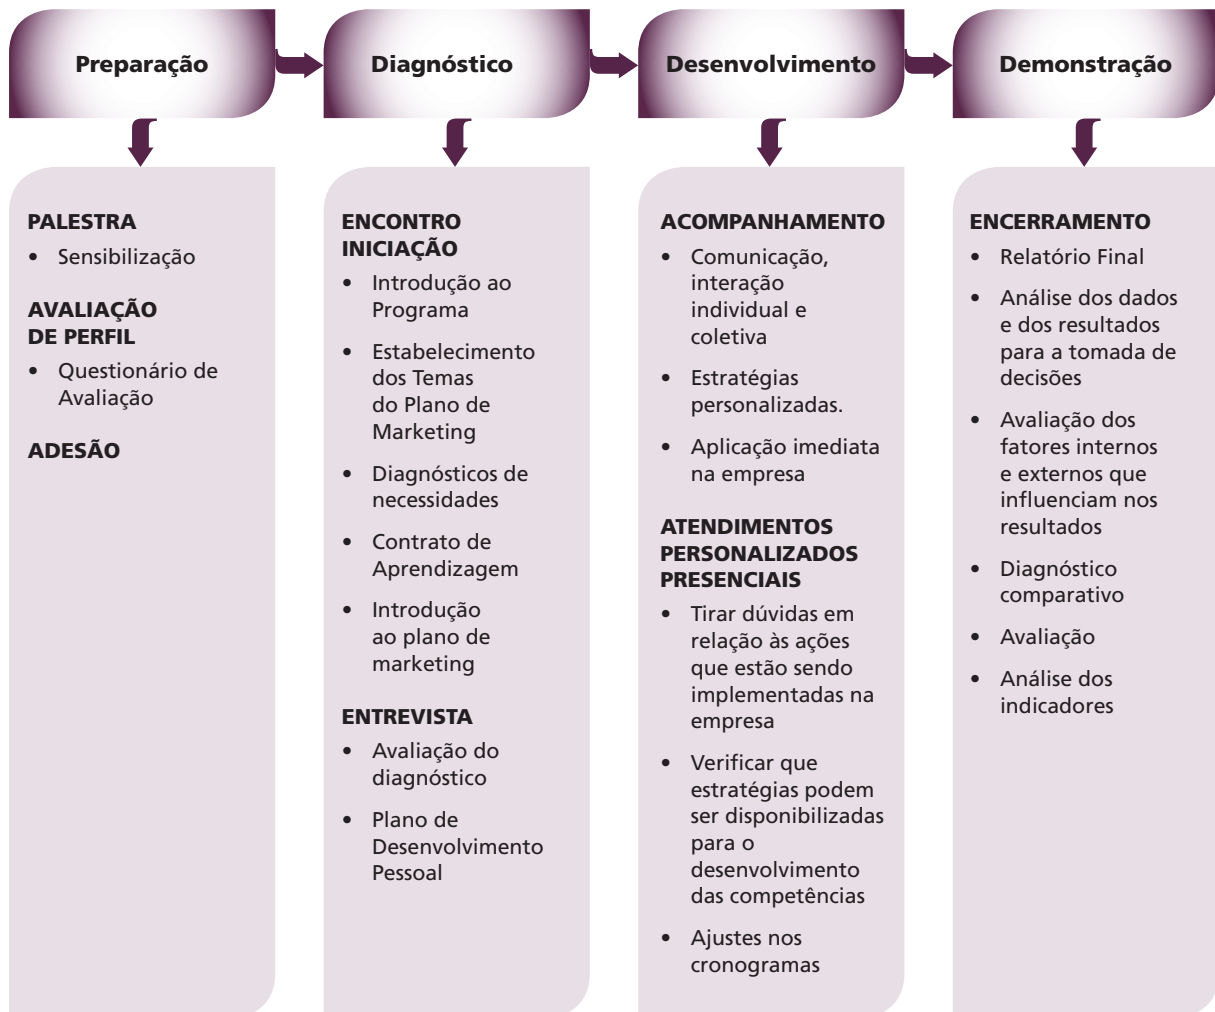 Preparação
Diagnóstico
Desenvolvimento
Demonstração
PALESTRA
• Sensibilização
AVALIAÇÃO
DE PERFIL
• Questionário de
Avaliação
ADESÃO
ENCONTRO
INICIAÇÃO
• Introdução ao
Programa
• Estabelecimento
dos Temas
do Plano de
Marketing
• Diagnósticos de
necessidades
• Contrato de
Aprendizagem
• Introdução
ao plano de
marketing
ENTREVISTA
• Avaliação do
diagnóstico
• Plano de
Desenvolvimento
Pessoal
ACOMPANHAMENTO
• Comunicação,
interação
individual e
coletiva
• Estratégias
personalizadas.
• Aplicação imediata
na empresa
ATENDIMENTOS
PERSONALIZADOS
PRESENCIAIS
• Tirar dúvidas em
relação às ações
que estão sendo
implementadas na
empresa
• Verificar que
estratégias podem
ser disponibilizadas
para o
desenvolvimento
das competências
• Ajustes nos
cronogramas
ENCERRAMENTO
• Relatório Final
• Análise dos dados
e dos resultados
para a tomada de
decisões
• Avaliação dos
fatores internos
e externos que
influenciam nos
resultados
• Diagnóstico
comparativo
• Avaliação
• Análise dos
indicadores